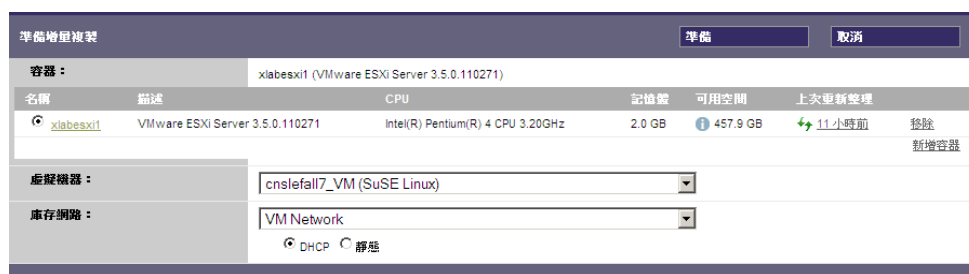 準備增量複製 準備 取消
容器： xlabesxi1 (VMware ESXi Server 3.5.0.110271)
名稱 描述 CPU 記憶體 可用空間 上次重新整理
xlabesxi1 VMware ESXi Server 3.5.0.110271 Intel(R) Pentium(R) 4 CPU 3.20GHz 2.0 GB 457.9 GB 11 小時前 移除
新增容器
虛擬機器： cnslefall7_VM (SuSE Linux)
庫存網路： VM Network
DHCP 靜態